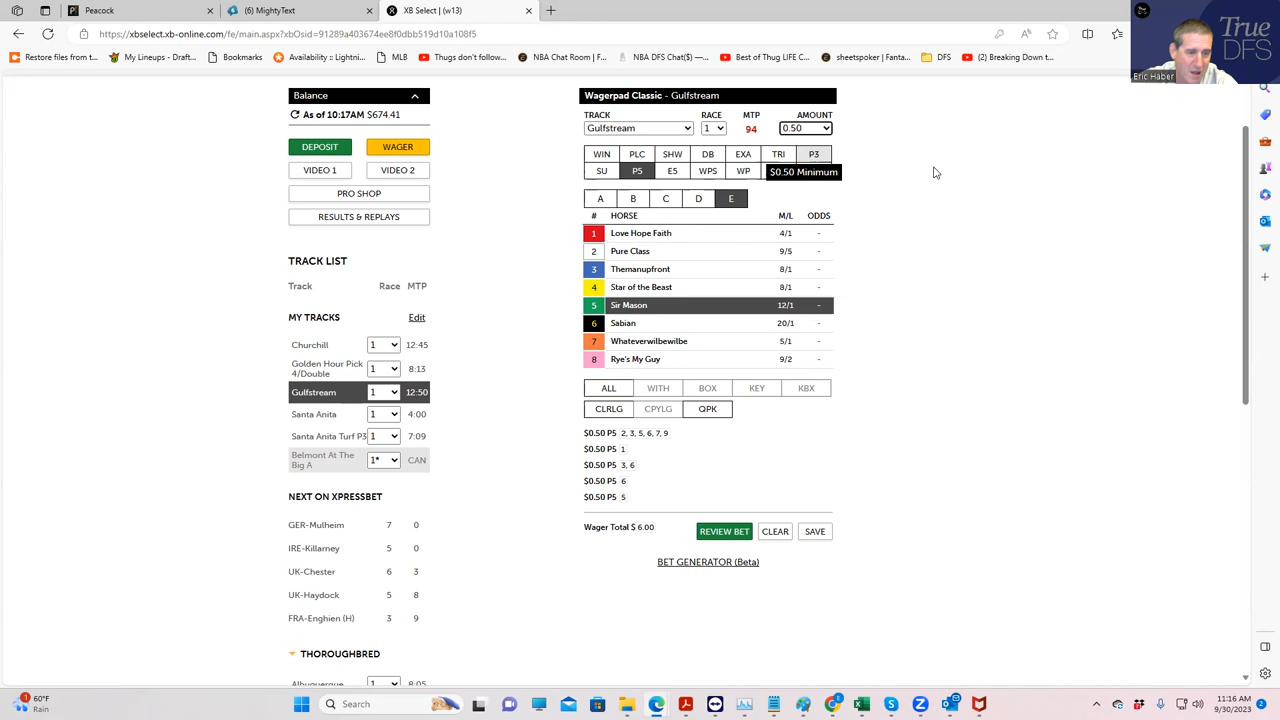 Peacock
(2) MightyText
XB Select | (w13)
https://xbselect.xb-online.com/fe/main.aspx?xbOsid=91289a403674ee8f0dbb519d10a108f5
Restore files from t...
My Lineups - Draft...
Availability :: Lightni...
MLB
Thugs don't need...
NBA Chat Room | F...
NBA DFS Chat($) —...
Best of Thug LIFE C...
sheetspoker | Fanta...
DFS
(2) Breaking Down t...
True
DFS
Eric Haber
Balance
As of 10:17AM $674.41
DEPOSIT WAGER
VIDEO 1 VIDEO 2
PRO SHOP
RESULTS & REPLAYS
TRACK LIST
Track Race MTP
MY TRACKS Edit
Churchill 1 12:45
Golden Hour Pick
4/Double 1 8:13
Gulfstream 1 12:50
Santa Anita 1 4:00
Santa Anita Turf P3 1 7:09
Belmont At The
Big A 1* CAN
NEXT ON XPRESSBET
GER-Mulheim 7 0
IRE-Killarney 5 0
UK-Chester 6 3
UK-Haydock 5 8
FRA-Enghien (H) 3 9
THOROUGHBRED
Albuquerque 1 8:05
Wagerpad Classic - Gulfstream
TRACK RACE MTP AMOUNT
Gulfstream 1 94 0.50
WIN PLC SHW DB EXA TRI P3
SU P5 E5 WPS WP
$0.50 Minimum
A B C D E
# HORSE M/L ODDS
1 Love Hope Faith 4/1 -
2 Pure Class 9/5 -
3 Themanupfront 8/1 -
4 Star of the Beast 8/1 -
5 Sir Mason 12/1 -
6 Sabian 20/1 -
7 Whateverwilbewilbe 5/1 -
8 Rye's My Guy 9/2 -
ALL WITH BOX KEY KBX
CLRLG CPYLG QPK
$0.50 P5 2, 3, 5, 6, 7, 9
$0.50 P5 1
$0.50 P5 3, 6
$0.50 P5 6
$0.50 P5 5
Wager Total $ 6.00 REVIEW BET CLEAR SAVE
BET GENERATOR (Beta)
1
60°F
Rain
Search
11:16 AM
9/30/2023
2